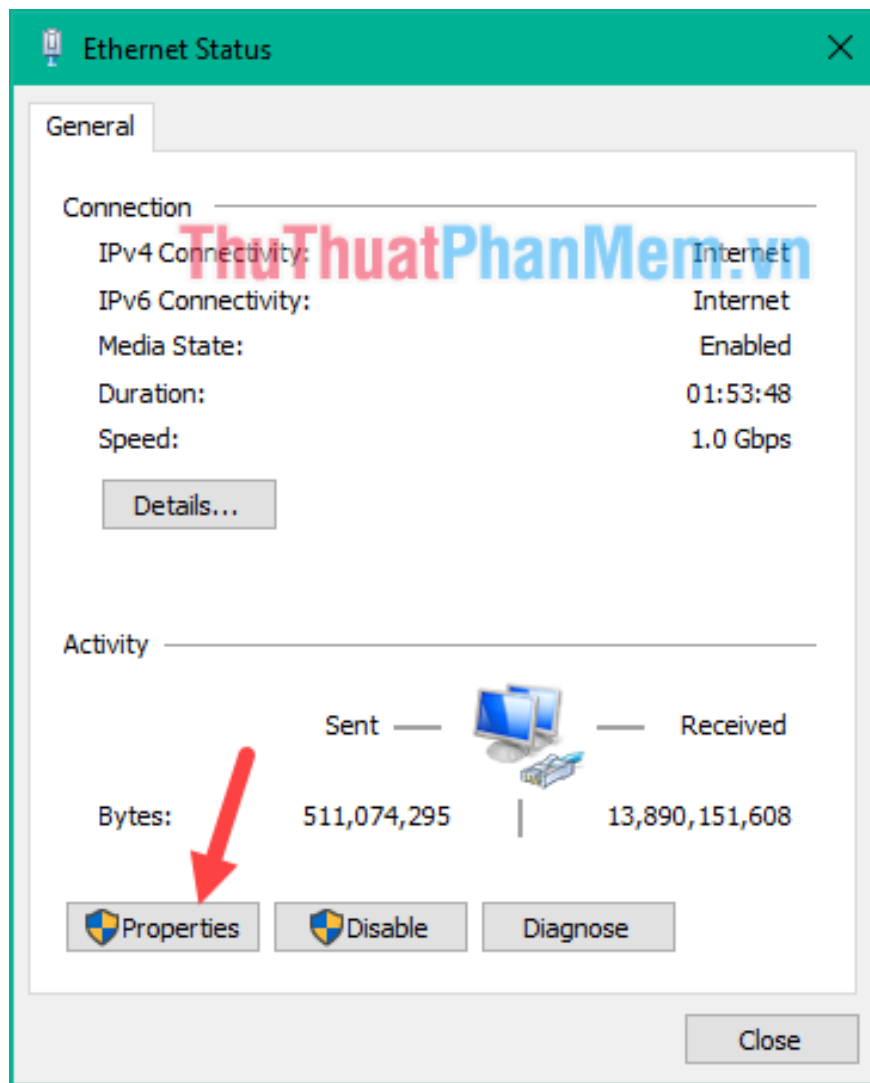 Ethernet Status
General
Connection
ThuThuatPhanMem.vn
IPv4 Connectivity: Internet
IPv6 Connectivity: Internet
Media State: Enabled
Duration: 01:53:48
Speed: 1.0 Gbps
Details...
Activity
Sent Received
Bytes: 511,074,295 13,890,151,608
Properties Disable Diagnose
Close